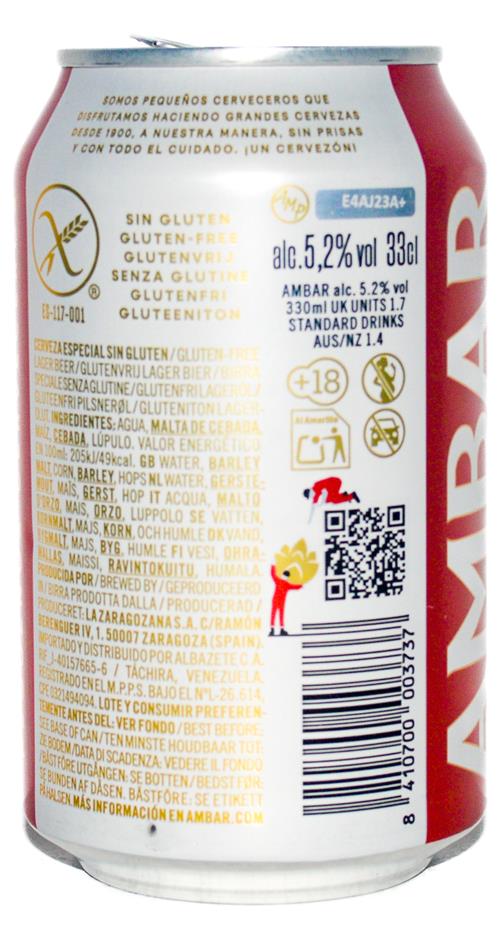 SOMOS PEQUEÑOS CERVECEROS QUE
DISFRUTAMOS HACIENDO GRANDES CERVEZAS
DESDE 1900, A NUESTRA MANERA, SIN PRISAS
Y CON TODO EL CUIDADO. ¡UN CERVEZÓN!
SIN GLUTEN
GLUTEN-FREE
GLUTENVRIJ
SENZA GLUTINE
GLUTENFRI
GLUTEENITON
®
ES-117-001
AMP
E4AJ23A+
alc.5,2%vol 33cl
AMBAR alc. 5.2% vol
330ml UK UNITS 1.7
STANDARD DRINKS
AUS/NZ 1.4
+18
Al Amarillo
CERVEZA ESPECIAL SIN GLUTEN/GLUTEN-FREE
LAGER BEER/GLUTENVRIJ LAGER BIER/BIRRA
SPECIALE SENZA GLUTINE/GLUTENFRI LAGERÖL/
GLUTEENFRI PILSNERØL/GLUTENITON LAGER-
OLUT. INGREDIENTES: AGUA, MALTA DE CEBADA,
MAÍZ, CEBADA, LÚPULO. VALOR ENERGÉTICO
EN 100ml: 205kJ/49kcal. GB WATER, BARLEY
MALT, CORN, BARLEY, HOPS NL WATER, GERSTE-
MOUT, MAÏS, GERST, HOP IT ACQUA, MALTO
D'ORZO, MAIS, ORZO, LUPPOLO SE VATTEN,
KORNMALT, MAJS, KORN, OCH HUMLE DK VAND,
BYGMALT, MAJS, BYG, HUMLE FI VESI, OHRA-
MALLAS, MAISSI, RAVINTOKUITU, HUMALA.
PRODUCIDA POR/BREWED BY/GEPRODUCEERD
IN/BIRRA PRODOTTA DALLA/PRODUCERAD/
PRODUCERET: LA ZARAGOZANA S.A. C/RAMÓN
BERENGUER IV, 1. 50007 ZARAGOZA (SPAIN).
IMPORTADO Y DISTRIBUIDO POR ALBAZETE C.A.
RIF_J-40157665-6 / TÁCHIRA, VENEZUELA.
REGISTRADO EN EL M.P.P.S. BAJO EL Nº L-26.614,
CPE 0321494094. LOTE Y CONSUMIR PREFEREN-
TEMENTE ANTES DEL: VER FONDO/BEST BEFORE:
SEE BASE OF CAN/TEN MINSTE HOUDBAAR TOT:
ZIE BODEM/DATA DI SCADENZA: VEDERE IL FONDO
/BÄSTFÖRE UTGÅNGEN: SE BOTTEN/BEDST FØR:
SE BUNDEN AF DÅSEN. BÄSTFÖRE: SE ETIKETT
PÅ HALSEN. MÁS INFORMACIÓN EN AMBAR.COM
8 410700 003737
AMBAR